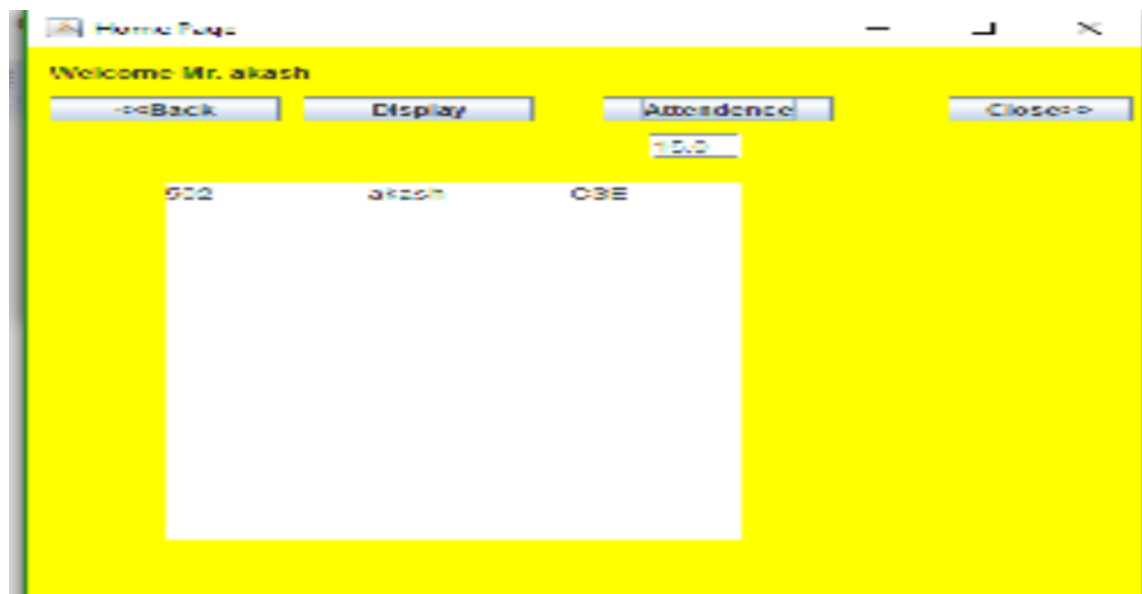 Home Page
Welcome Mr. akash
<<Back Display Attendence Close>>
15.0
502 akash CSE